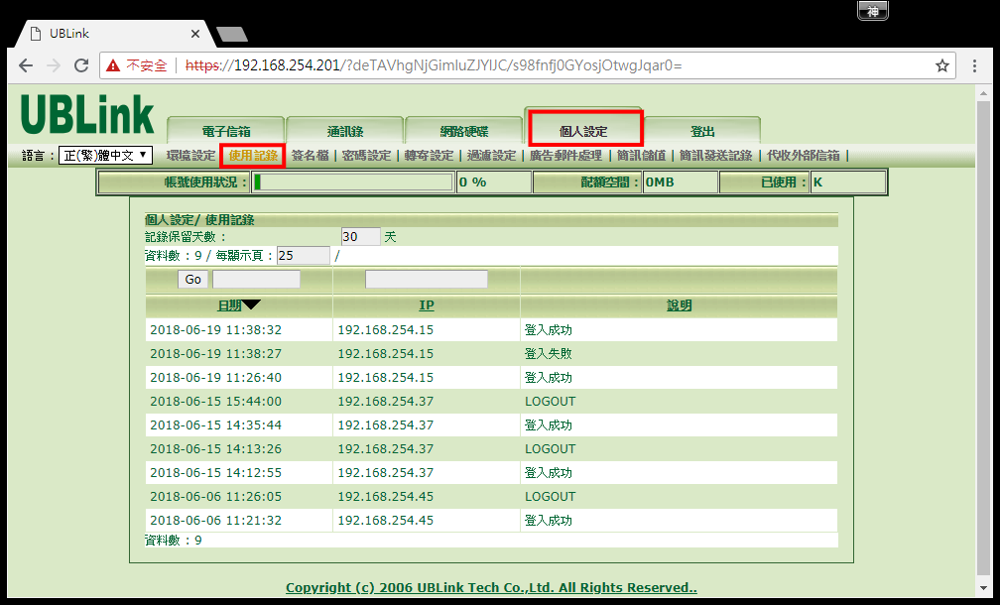 神
UBLink
不安全 https://192.168.254.201/?deTAVhgNjGimluZJYlJC/s98fnfj0GYosjOtwgJqar0=
UBLink
電子信箱 通訊錄 網路硬碟 個人設定 登出
語言： 正(繁)體中文 環境設定 使用記錄 簽名檔 | 密碼設定 | 轉寄設定 | 過濾設定 | 廣告郵件處理 | 簡訊儲值 | 簡訊發送記錄 | 代收外部信箱 |
帳號使用狀況： 0 % 配額空間： 0MB 已使用： K
個人設定/ 使用記錄
記錄保留天數： 30 天
資料數：9 / 每顯示頁：25 /
Go
日期 IP 說明
2018-06-19 11:38:32 192.168.254.15 登入成功
2018-06-19 11:38:27 192.168.254.15 登入失敗
2018-06-19 11:26:40 192.168.254.15 登入成功
2018-06-15 15:44:00 192.168.254.37 LOGOUT
2018-06-15 14:35:44 192.168.254.37 登入成功
2018-06-15 14:13:26 192.168.254.37 LOGOUT
2018-06-15 14:12:55 192.168.254.37 登入成功
2018-06-06 11:26:05 192.168.254.45 LOGOUT
2018-06-06 11:21:32 192.168.254.45 登入成功
資料數：9
Copyright (c) 2006 UBLink Tech Co.,Ltd. All Rights Reserved..